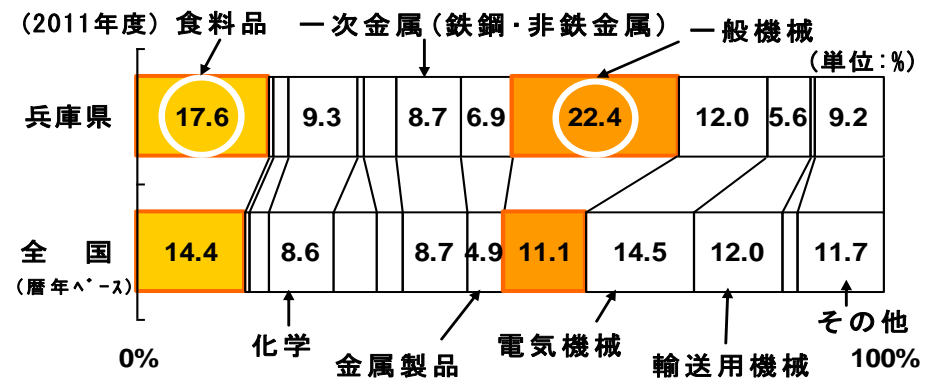 (2011年度) 食料品 一次金属(鉄鋼・非鉄金属) 一般機械
(単位:%)
兵庫県 17.6 9.3 8.7 6.9 22.4 12.0 5.6 9.2
全国 14.4 8.6 8.7 4.9 11.1 14.5 12.0 11.7
(暦年ベース)
0% 化学 金属製品 電気機械 輸送用機械 その他 100%